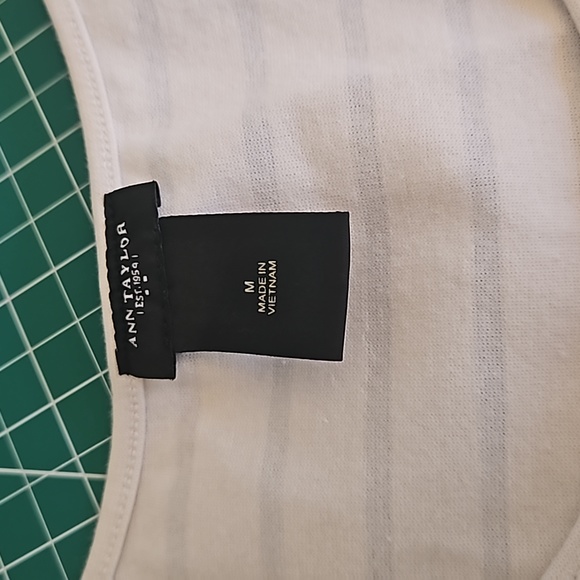 ANN TAYLOR
| EST. 1954 |
M
MADE IN
VIETNAM